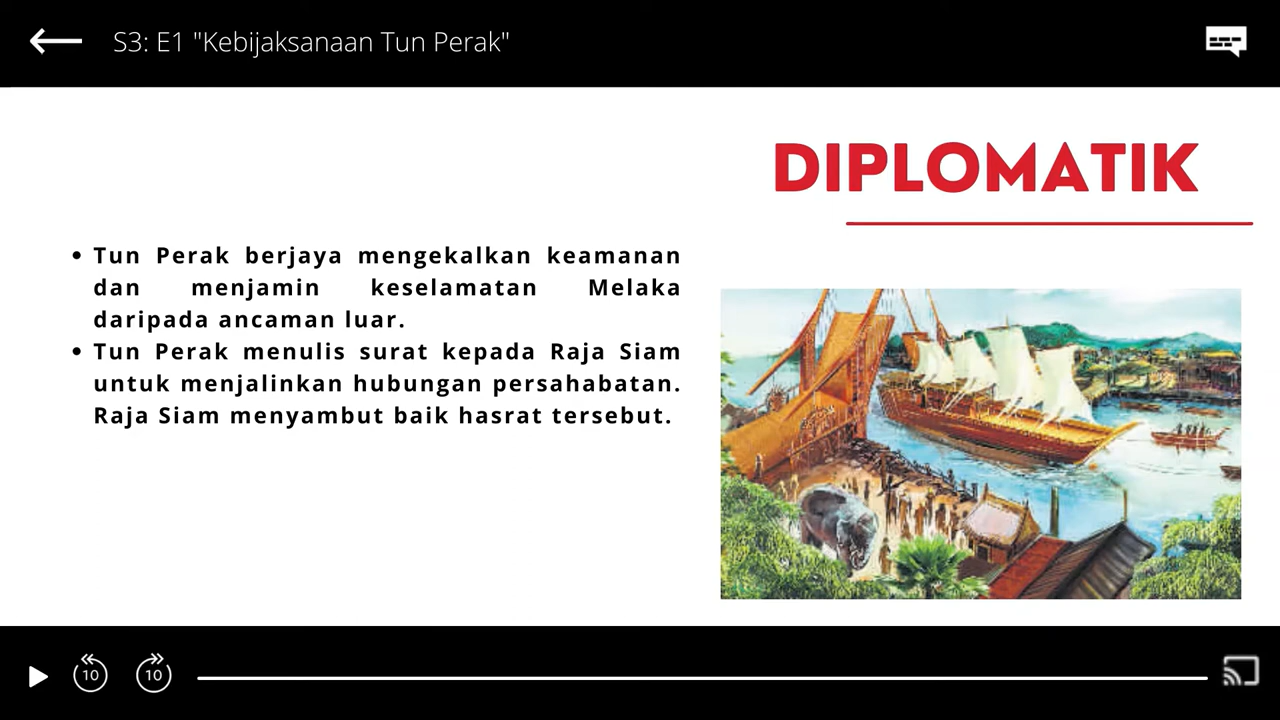 S3: E1 "Kebijaksanaan Tun Perak"
DIPLOMATIK
• Tun Perak berjaya mengekalkan keamanan
dan menjamin keselamatan Melaka
daripada ancaman luar.
• Tun Perak menulis surat kepada Raja Siam
untuk menjalinkan hubungan persahabatan.
Raja Siam menyambut baik hasrat tersebut.
10
10